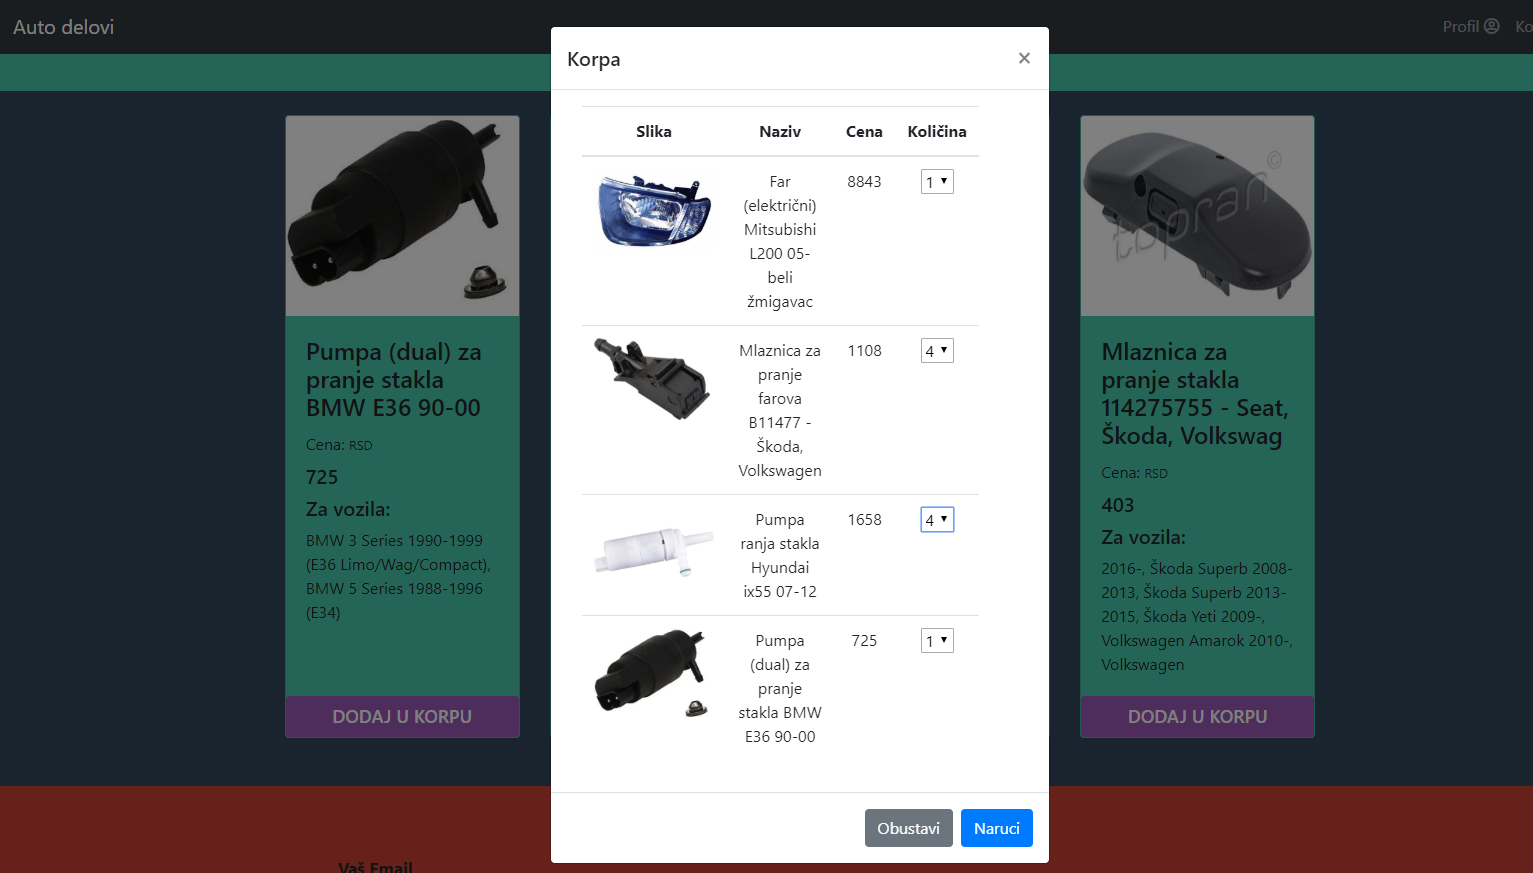 Auto delovi
Profil
Ko
Korpa
×
Slika Naziv Cena Količina
Far
(električni)
Mitsubishi
L200 05-
beli
žmigavac
8843
1
Mlaznica za
pranje
farova
B11477 -
Škoda,
Volkswagen
1108
4
Pumpa
ranja stakla
Hyundai
ix55 07-12
1658
4
Pumpa
(dual) za
pranje
stakla BMW
E36 90-00
725
1
Obustavi
Naruci
Pumpa (dual) za
pranje stakla
BMW E36 90-00
Cena: RSD
725
Za vozila:
BMW 3 Series 1990-1999
(E36 Limo/Wag/Compact),
BMW 5 Series 1988-1996
(E34)
DODAJ U KORPU
topran
©
Mlaznica za
pranje stakla
114275755 - Seat,
Škoda, Volkswag
Cena: RSD
403
Za vozila:
2016-, Škoda Superb 2008-
2013, Škoda Superb 2013-
2015, Škoda Yeti 2009-,
Volkswagen Amarok 2010-,
Volkswagen
DODAJ U KORPU
Vaš Email